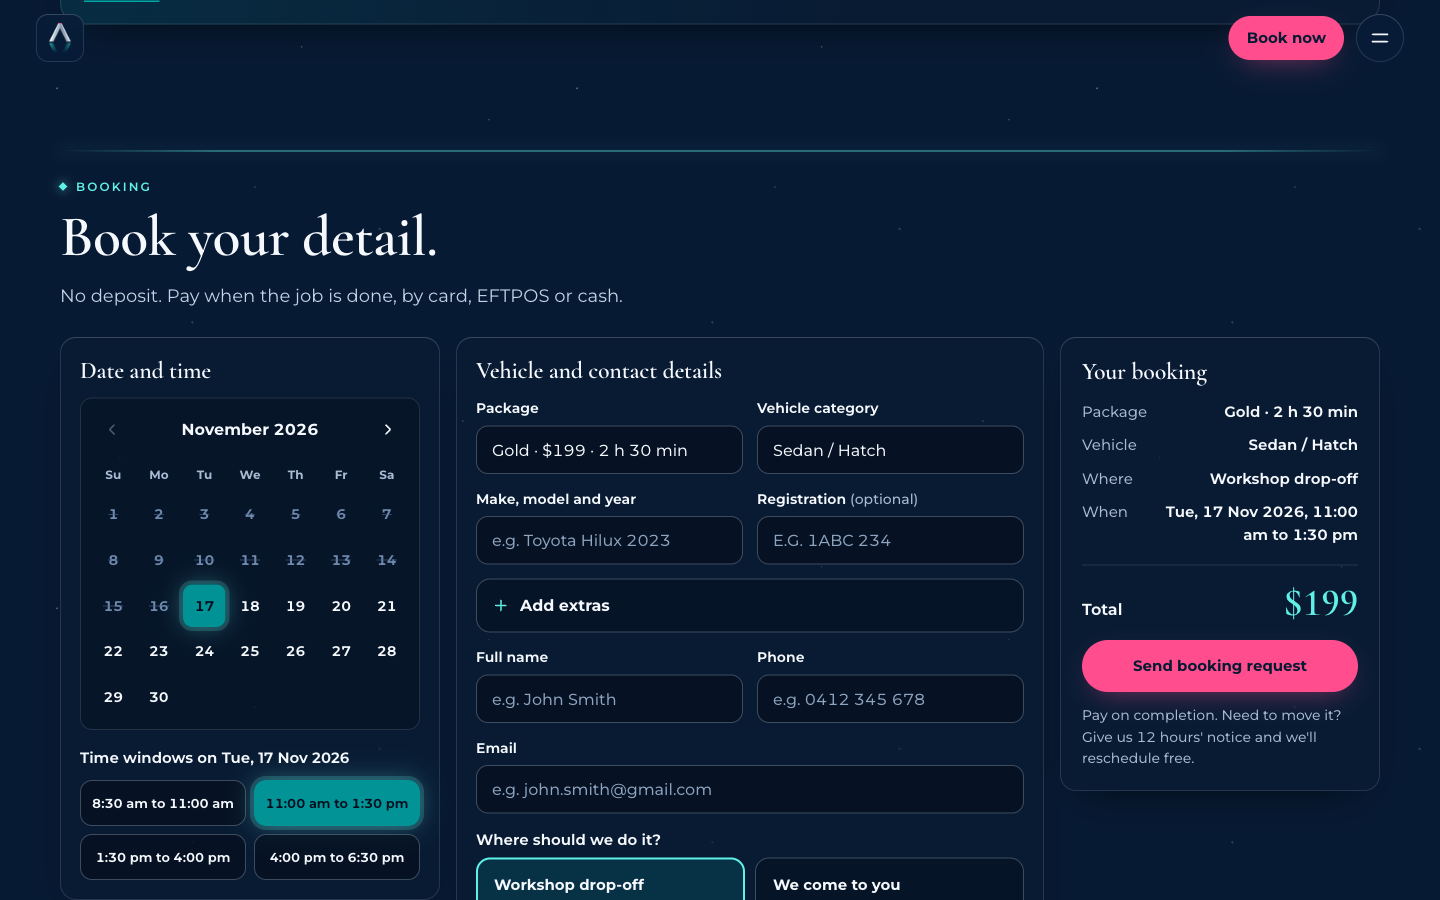 Book now
BOOKING
Book your detail.
No deposit. Pay when the job is done, by card, EFTPOS or cash.
Date and time
November 2026
Su Mo Tu We Th Fr Sa
1 2 3 4 5 6 7
8 9 10 11 12 13 14
15 16 17 18 19 20 21
22 23 24 25 26 27 28
29 30
Time windows on Tue, 17 Nov 2026
8:30 am to 11:00 am
11:00 am to 1:30 pm
1:30 pm to 4:00 pm
4:00 pm to 6:30 pm
Vehicle and contact details
Package
Vehicle category
Gold · $199 · 2 h 30 min
Sedan / Hatch
Make, model and year
Registration (optional)
e.g. Toyota Hilux 2023
E.G. 1ABC 234
+ Add extras
Full name
Phone
e.g. John Smith
e.g. 0412 345 678
Email
e.g. john.smith@gmail.com
Where should we do it?
Workshop drop-off
We come to you
Your booking
Package Gold · 2 h 30 min
Vehicle Sedan / Hatch
Where Workshop drop-off
When Tue, 17 Nov 2026, 11:00
am to 1:30 pm
Total $199
Send booking request
Pay on completion. Need to move it?
Give us 12 hours' notice and we'll
reschedule free.